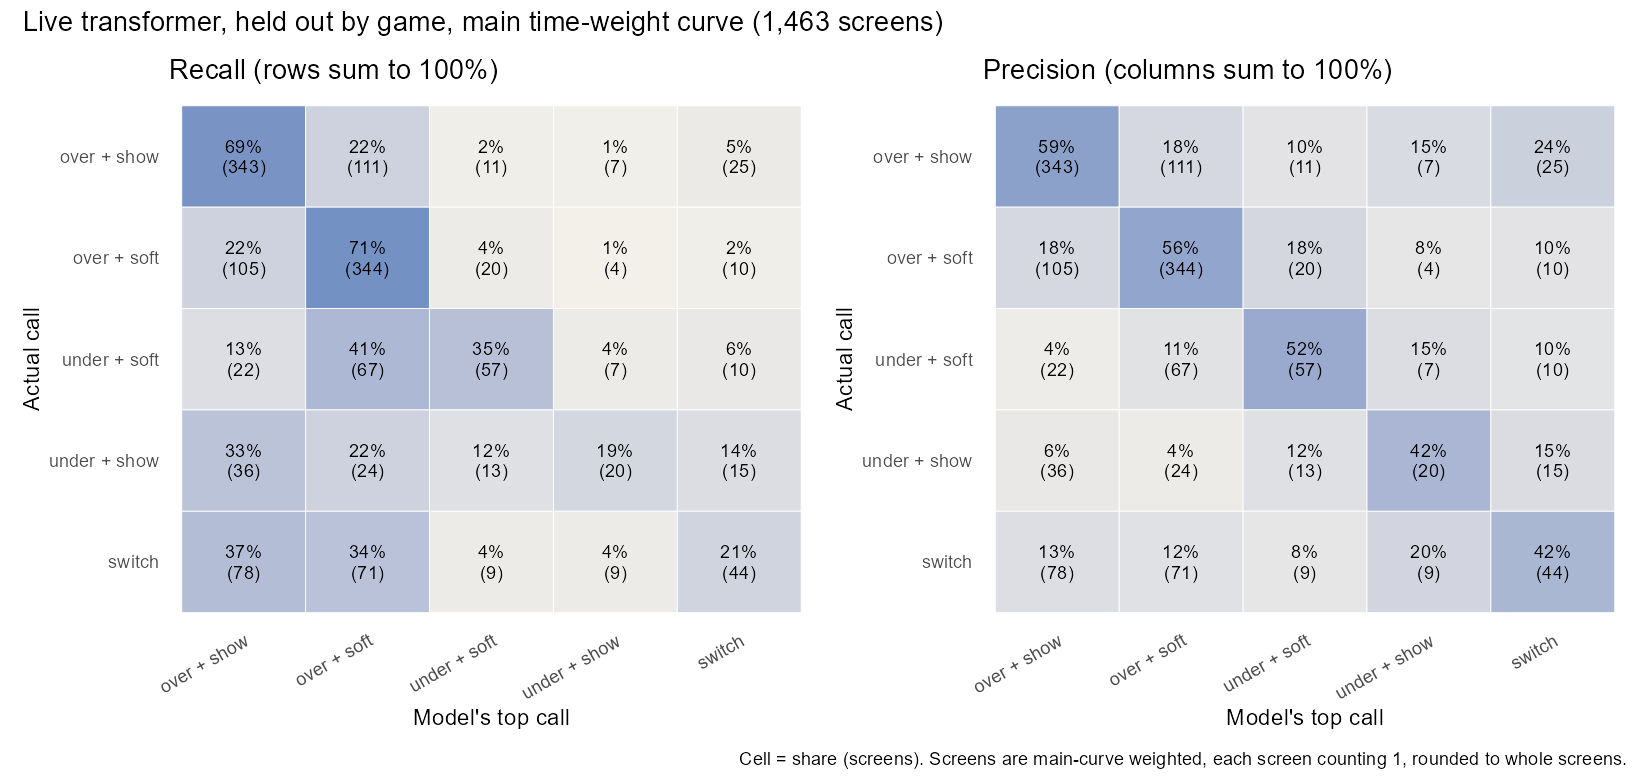 Live transformer, held out by game, main time-weight curve (1,463 screens)
Recall (rows sum to 100%)
Actual call
over + show
69% 22% 2% 1% 5%
(343) (111) (11) (7) (25)
over + soft
22% 71% 4% 1% 2%
(105) (344) (20) (4) (10)
under + soft
13% 41% 35% 4% 6%
(22) (67) (57) (7) (10)
under + show
33% 22% 12% 19% 14%
(36) (24) (13) (20) (15)
switch
37% 34% 4% 4% 21%
(78) (71) (9) (9) (44)
over + show over + soft under + soft under + show switch
Model's top call
Precision (columns sum to 100%)
Actual call
over + show
59% 18% 10% 15% 24%
(343) (111) (11) (7) (25)
over + soft
18% 56% 18% 8% 10%
(105) (344) (20) (4) (10)
under + soft
4% 11% 52% 15% 10%
(22) (67) (57) (7) (10)
under + show
6% 4% 12% 42% 15%
(36) (24) (13) (20) (15)
switch
13% 12% 8% 20% 42%
(78) (71) (9) (9) (44)
over + show over + soft under + soft under + show switch
Model's top call
Cell = share (screens). Screens are main-curve weighted, each screen counting 1, rounded to whole screens.